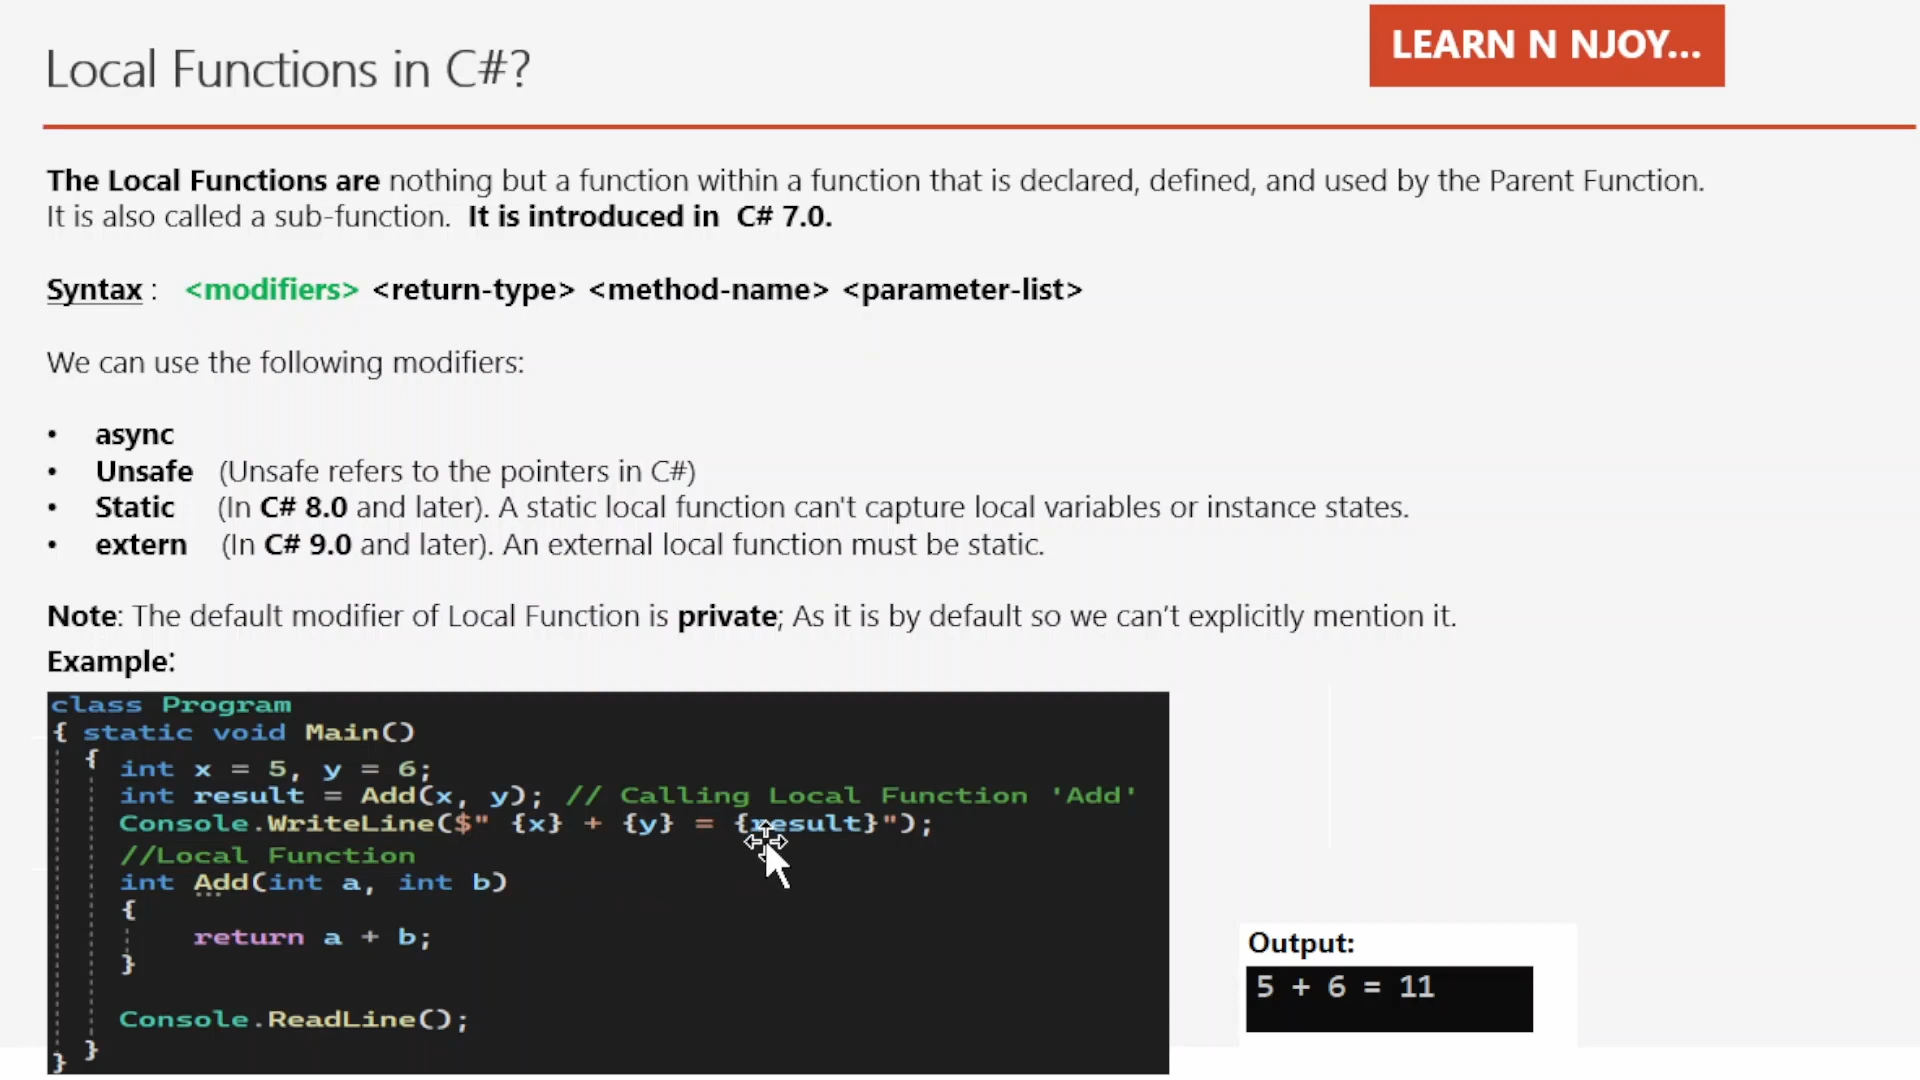 Local Functions in C#?
LEARN N NJOY...
The Local Functions are nothing but a function within a function that is declared, defined, and used by the Parent Function.
It is also called a sub-function. It is introduced in C# 7.0.
Syntax : <modifiers> <return-type> <method-name> <parameter-list>
We can use the following modifiers:
• async
• Unsafe (Unsafe refers to the pointers in C#)
• Static (In C# 8.0 and later). A static local function can't capture local variables or instance states.
• extern (In C# 9.0 and later). An external local function must be static.
Note: The default modifier of Local Function is private; As it is by default so we can't explicitly mention it.
Example:
class Program
{ static void Main()
{
int x = 5, y = 6;
int result = Add(x, y); // Calling Local Function 'Add'
Console.WriteLine($" {x} + {y} = {result}");
//Local Function
int Add(int a, int b)
{
return a + b;
}
Console.ReadLine();
}
}
Output:
5 + 6 = 11